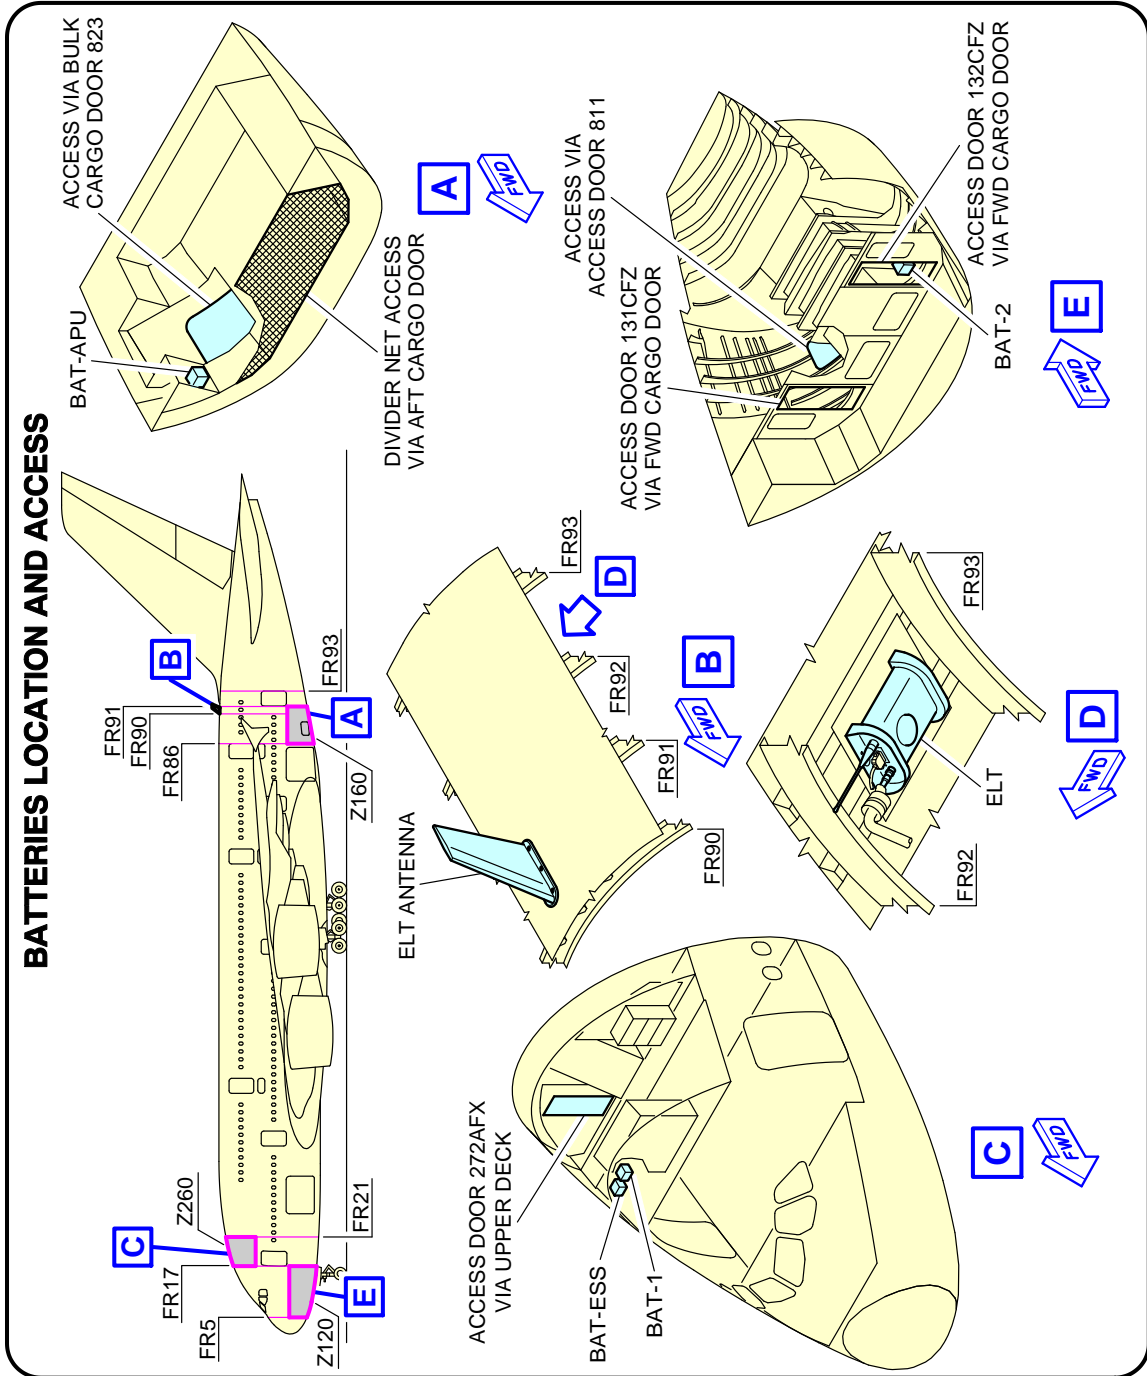 BATTERIES LOCATION AND ACCESS
FR5
FR17
Z260
C
E
Z120
FR21
FR86
FR90
FR91
B
FR93
A
Z160
BAT-APU
ACCESS VIA BULK
CARGO DOOR 823
DIVIDER NET ACCESS
VIA AFT CARGO DOOR
A
FWD
ELT ANTENNA
FR90
FR91
FR92
FR93
D
B
FWD
ACCESS DOOR 131CFZ
VIA FWD CARGO DOOR
ACCESS VIA
ACCESS DOOR 811
BAT-2
ACCESS DOOR 132CFZ
VIA FWD CARGO DOOR
E
FWD
ACCESS DOOR 272AFX
VIA UPPER DECK
BAT-ESS
BAT-1
C
FWD
FR92
ELT
FR93
D
FWD